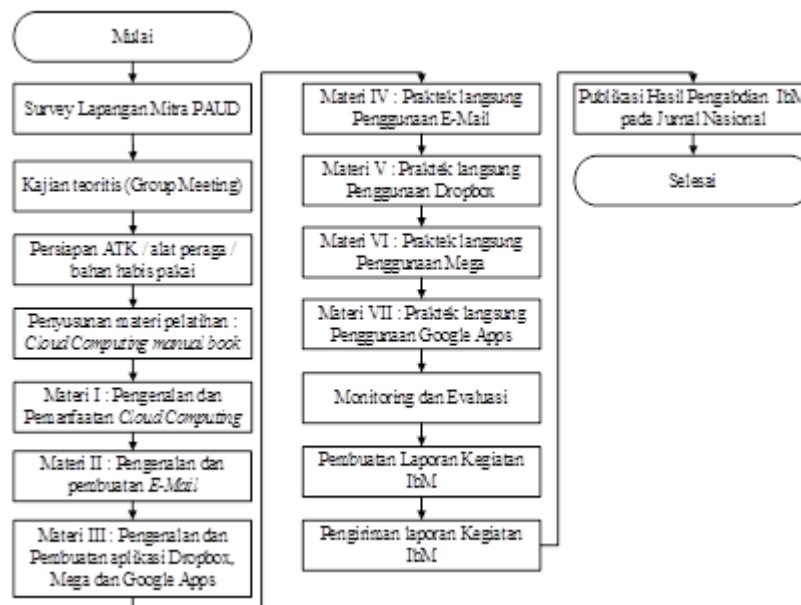 Mulai
Survey Lapangan Mitra PAUD
Kajian teoritis (Group Meeting)
Persiapan ATK / alat peraga /
bahan habis pakai
Penyusunan materi pelatihan :
Cloud Computing manual book
Materi I : Pengenalan dan
Pemanfaatan Cloud Computing
Materi II : Pengenalan dan
pembuatan E-Mail
Materi III : Pengenalan dan
Pembuatan aplikasi Dropbox,
Mega dan Google Apps
Materi IV : Praktek langsung
Penggunaan E-Mail
Materi V : Praktek langsung
Penggunaan Dropbox
Materi VI : Praktek langsung
Penggunaan Mega
Materi VII : Praktek langsung
Penggunaan Google Apps
Monitoring dan Evaluasi
Pembuatan Laporan Kegiatan
IbM
Pengiriman laporan Kegiatan
IbM
Publikasi Hasil Pengabdian IbM
pada Jurnal Nasional
Selesai